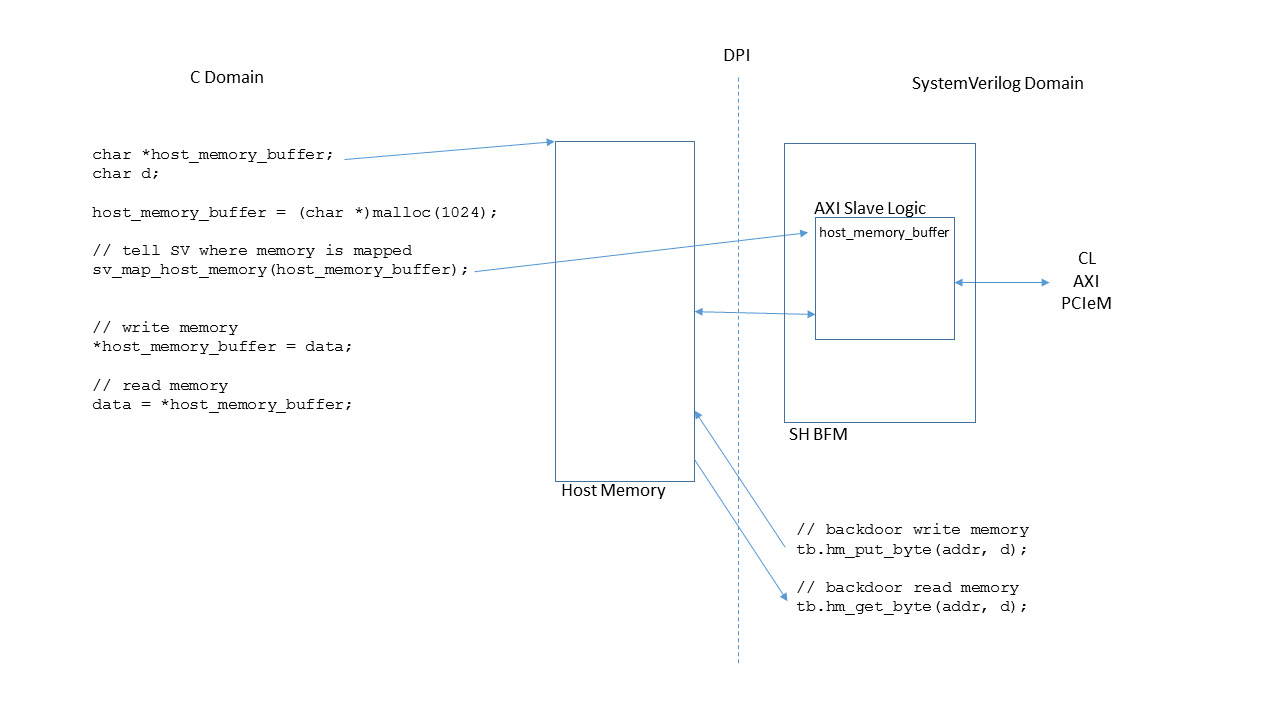 DPI
C Domain
SystemVerilog Domain
char *host_memory_buffer;
char d;
host_memory_buffer = (char *)malloc(1024);
// tell SV where memory is mapped
sv_map_host_memory(host_memory_buffer);
// write memory
*host_memory_buffer = data;
// read memory
data = *host_memory_buffer;
Host Memory
AXI Slave Logic
host_memory_buffer
SH BFM
CL
AXI
PCIeM
// backdoor write memory
tb.hm_put_byte(addr, d);
// backdoor read memory
tb.hm_get_byte(addr, d);